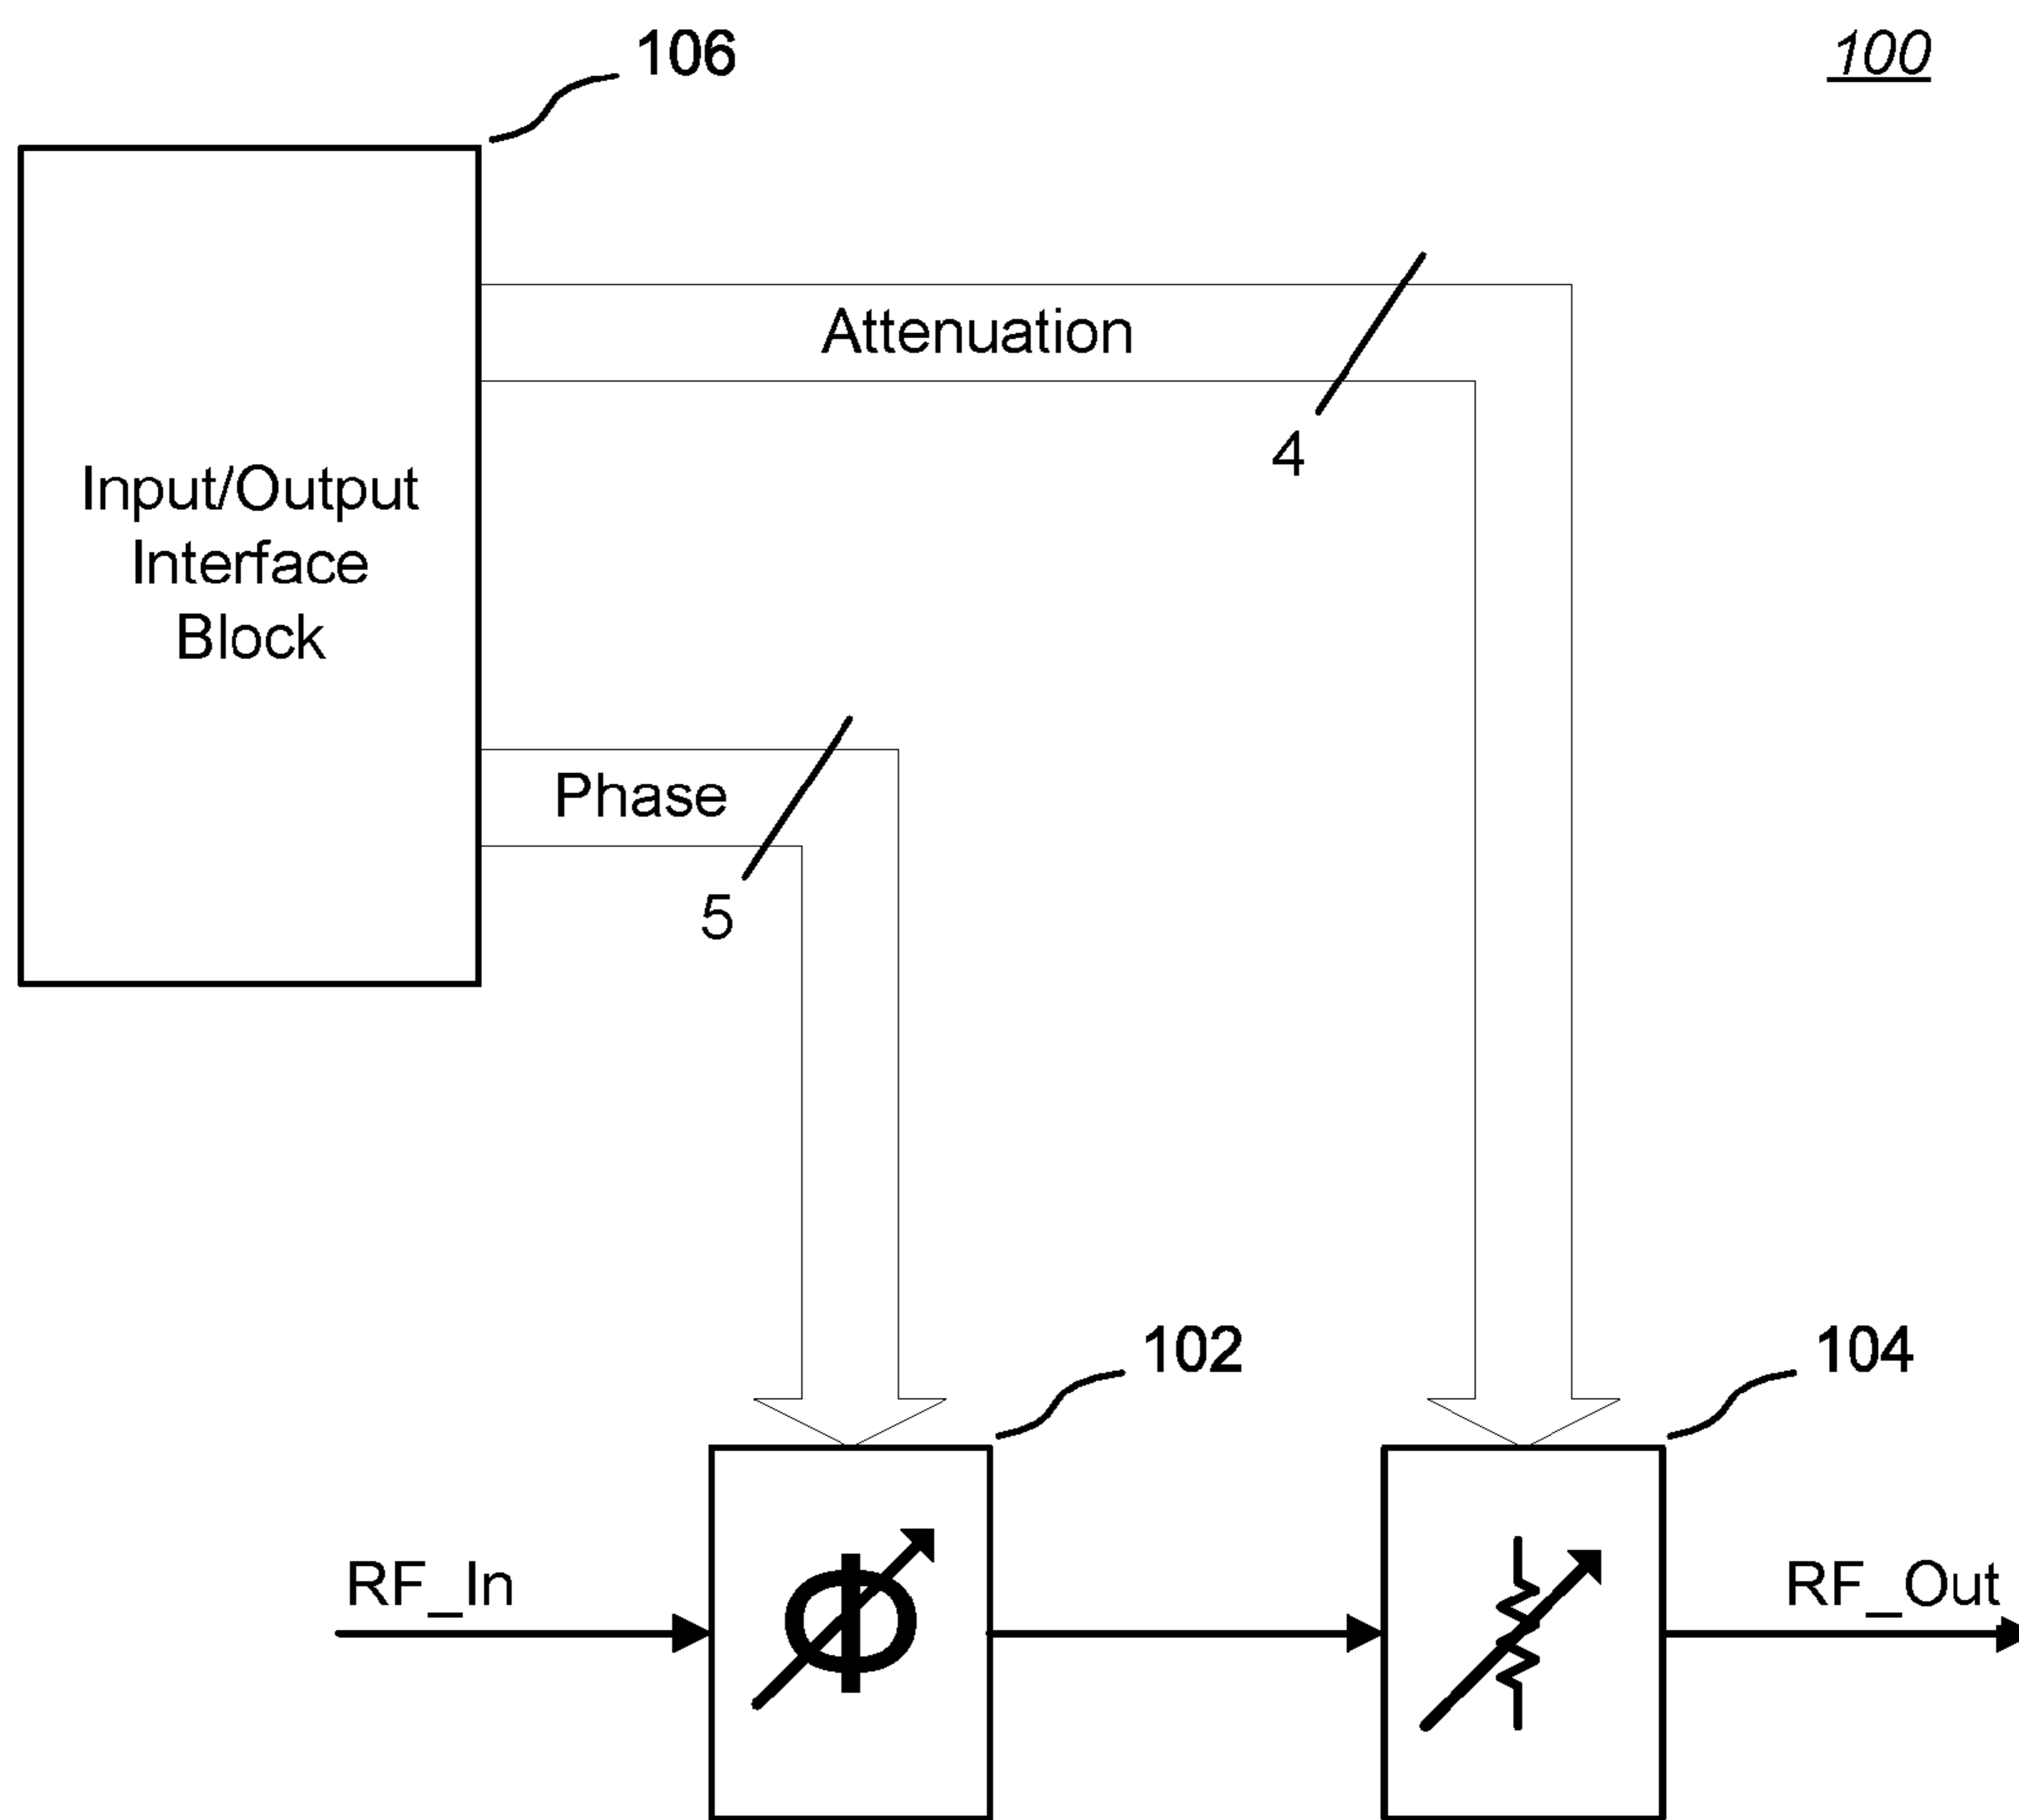 106
100
Attenuation
4
Input/Output
Interface
Block
Phase
5
102
104
RF_In
Φ
RF_Out